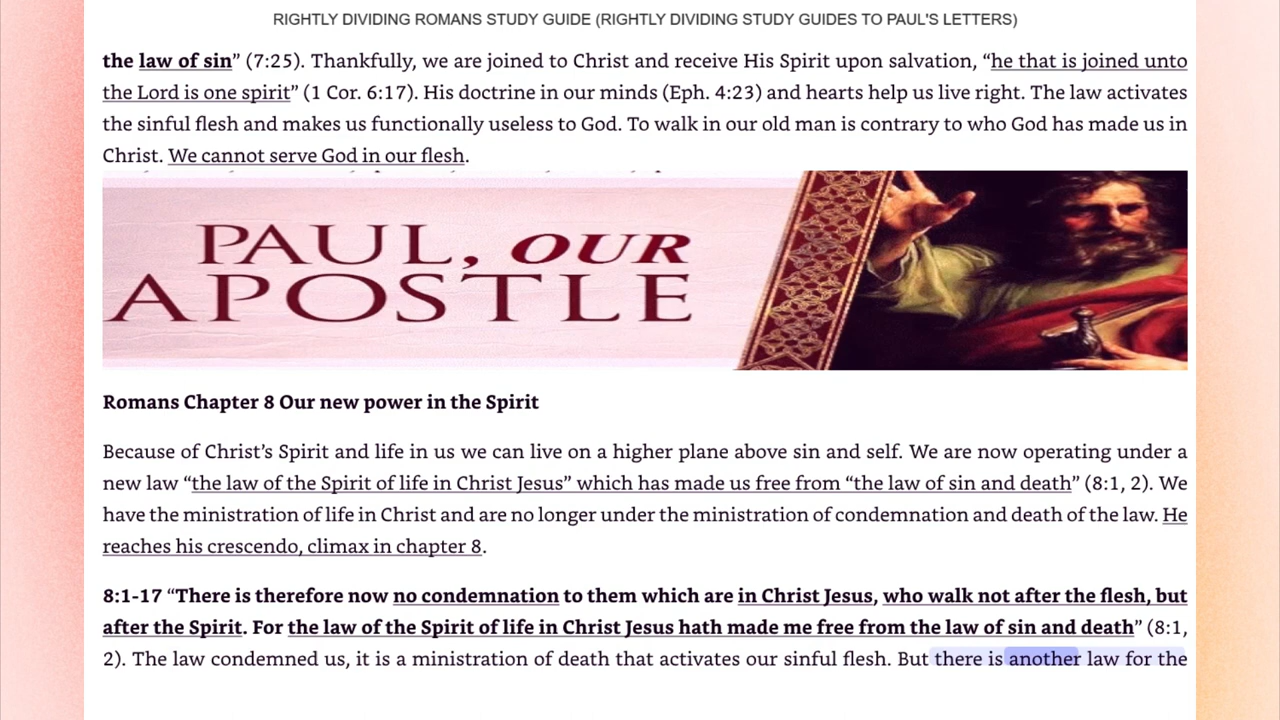 RIGHTLY DIVIDING ROMANS STUDY GUIDE (RIGHTLY DIVIDING STUDY GUIDES TO PAUL'S LETTERS)
the law of sin” (7:25). Thankfully, we are joined to Christ and receive His Spirit upon salvation, “he that is joined unto
the Lord is one spirit” (1 Cor. 6:17). His doctrine in our minds (Eph. 4:23) and hearts help us live right. The law activates
the sinful flesh and makes us functionally useless to God. To walk in our old man is contrary to who God has made us in
Christ. We cannot serve God in our flesh.
PAUL, OUR
APOSTLE
Romans Chapter 8 Our new power in the Spirit
Because of Christ’s Spirit and life in us we can live on a higher plane above sin and self. We are now operating under a
new law “the law of the Spirit of life in Christ Jesus” which has made us free from “the law of sin and death” (8:1, 2). We
have the ministration of life in Christ and are no longer under the ministration of condemnation and death of the law. He
reaches his crescendo, climax in chapter 8.
8:1-17 “There is therefore now no condemnation to them which are in Christ Jesus, who walk not after the flesh, but
after the Spirit. For the law of the Spirit of life in Christ Jesus hath made me free from the law of sin and death” (8:1,
2). The law condemned us, it is a ministration of death that activates our sinful flesh. But there is another law for the